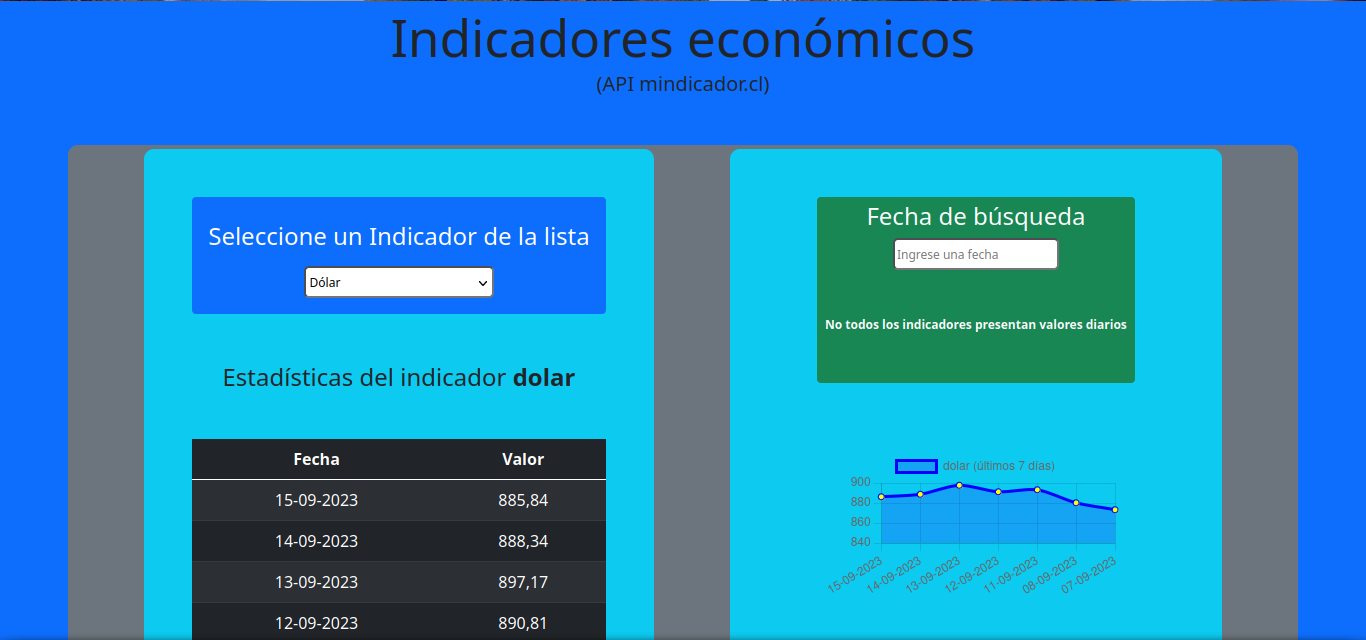 Indicadores económicos
(API mindicador.cl)
Seleccione un Indicador de la lista
Dólar
Estadísticas del indicador dolar
Fecha Valor
15-09-2023 885,84
14-09-2023 888,34
13-09-2023 897,17
12-09-2023 890,81
Fecha de búsqueda
Ingrese una fecha
No todos los indicadores presentan valores diarios
dolar (últimos 7 días)
900
880
860
840
15-09-2023 14-09-2023 13-09-2023 12-09-2023 11-09-2023 08-09-2023 07-09-2023